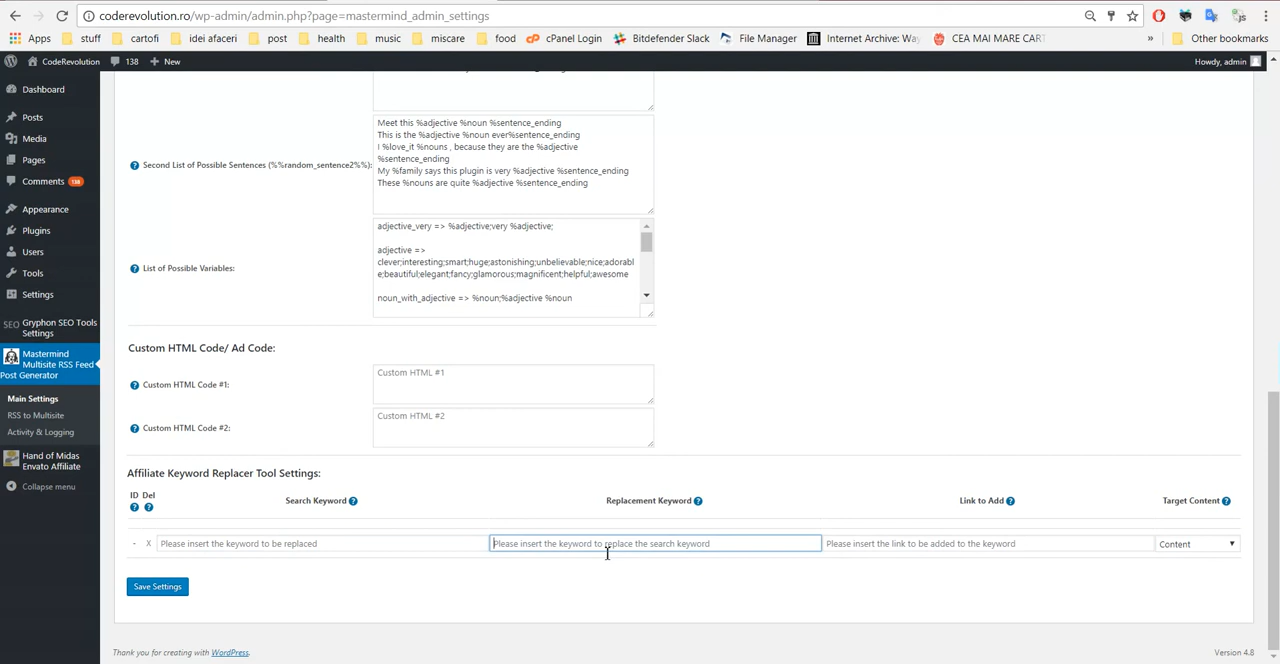 coderevolution.ro/wp-admin/admin.php?page=mastermind_admin_settings
Apps stuff cartofi idei afaceri post health music miscare food cPanel Login Bitdefender Slack File Manager Internet Archive: Way CEA MAI MARE CART » Other bookmarks
CodeRevolution 138 + New Howdy, admin
Dashboard
Posts
Media
Pages
Comments 138
Appearance
Plugins
Users
Tools
Settings
SEO Gryphon SEO Tools
Settings
Mastermind
Multisite RSS Feed
Post Generator
Main Settings
RSS to Multisite
Activity & Logging
Hand of Midas
Envato Affiliate
Collapse menu
Second List of Possible Sentences (%%random_sentence2%%):
Meet this %adjective %noun %sentence_ending
This is the %adjective %noun ever%sentence_ending
I %love_it %nouns , because they are the %adjective
%sentence_ending
My %family says this plugin is very %adjective %sentence_ending
These %nouns are quite %adjective %sentence_ending
List of Possible Variables:
adjective_very => %adjective;very %adjective;
adjective =>
clever;interesting;smart;huge;astonishing;unbelievable;nice;adorabl
e;beautiful;elegant;fancy;glamorous;magnificent;helpful;awesome
noun_with_adjective => %noun;%adjective %noun
Custom HTML Code/ Ad Code:
Custom HTML Code #1:
Custom HTML #1
Custom HTML Code #2:
Custom HTML #2
Affiliate Keyword Replacer Tool Settings:
ID Del Search Keyword Replacement Keyword Link to Add Target Content
- X Please insert the keyword to be replaced Please insert the keyword to replace the search keyword Please insert the link to be added to the keyword Content
Save Settings
Thank you for creating with WordPress. Version 4.8